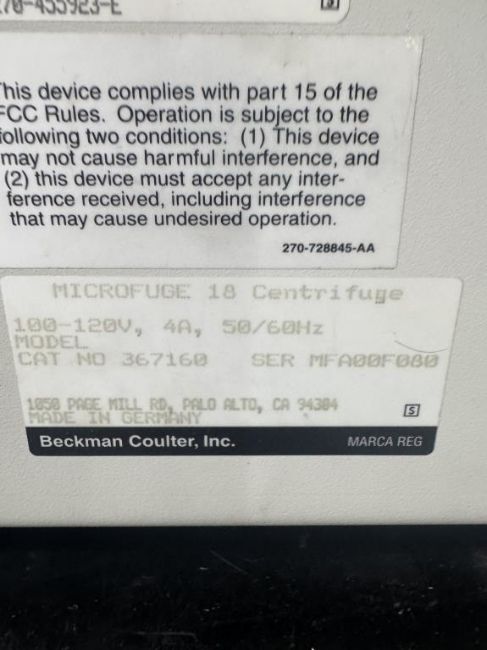 70-455923-E
S
This device complies with part 15 of the
FCC Rules. Operation is subject to the
following two conditions: (1) This device
may not cause harmful interference, and
(2) this device must accept any inter-
ference received, including interference
that may cause undesired operation.
270-728845-AA
MICROFUGE 18 Centrifuge
100-120V, 4A, 50/60Hz
MODEL
CAT NO 367160 SER MFA00F080
1050 PAGE MILL RD, PALO ALTO, CA 94304
MADE IN GERMANY
S
Beckman Coulter, Inc. MARCA REG